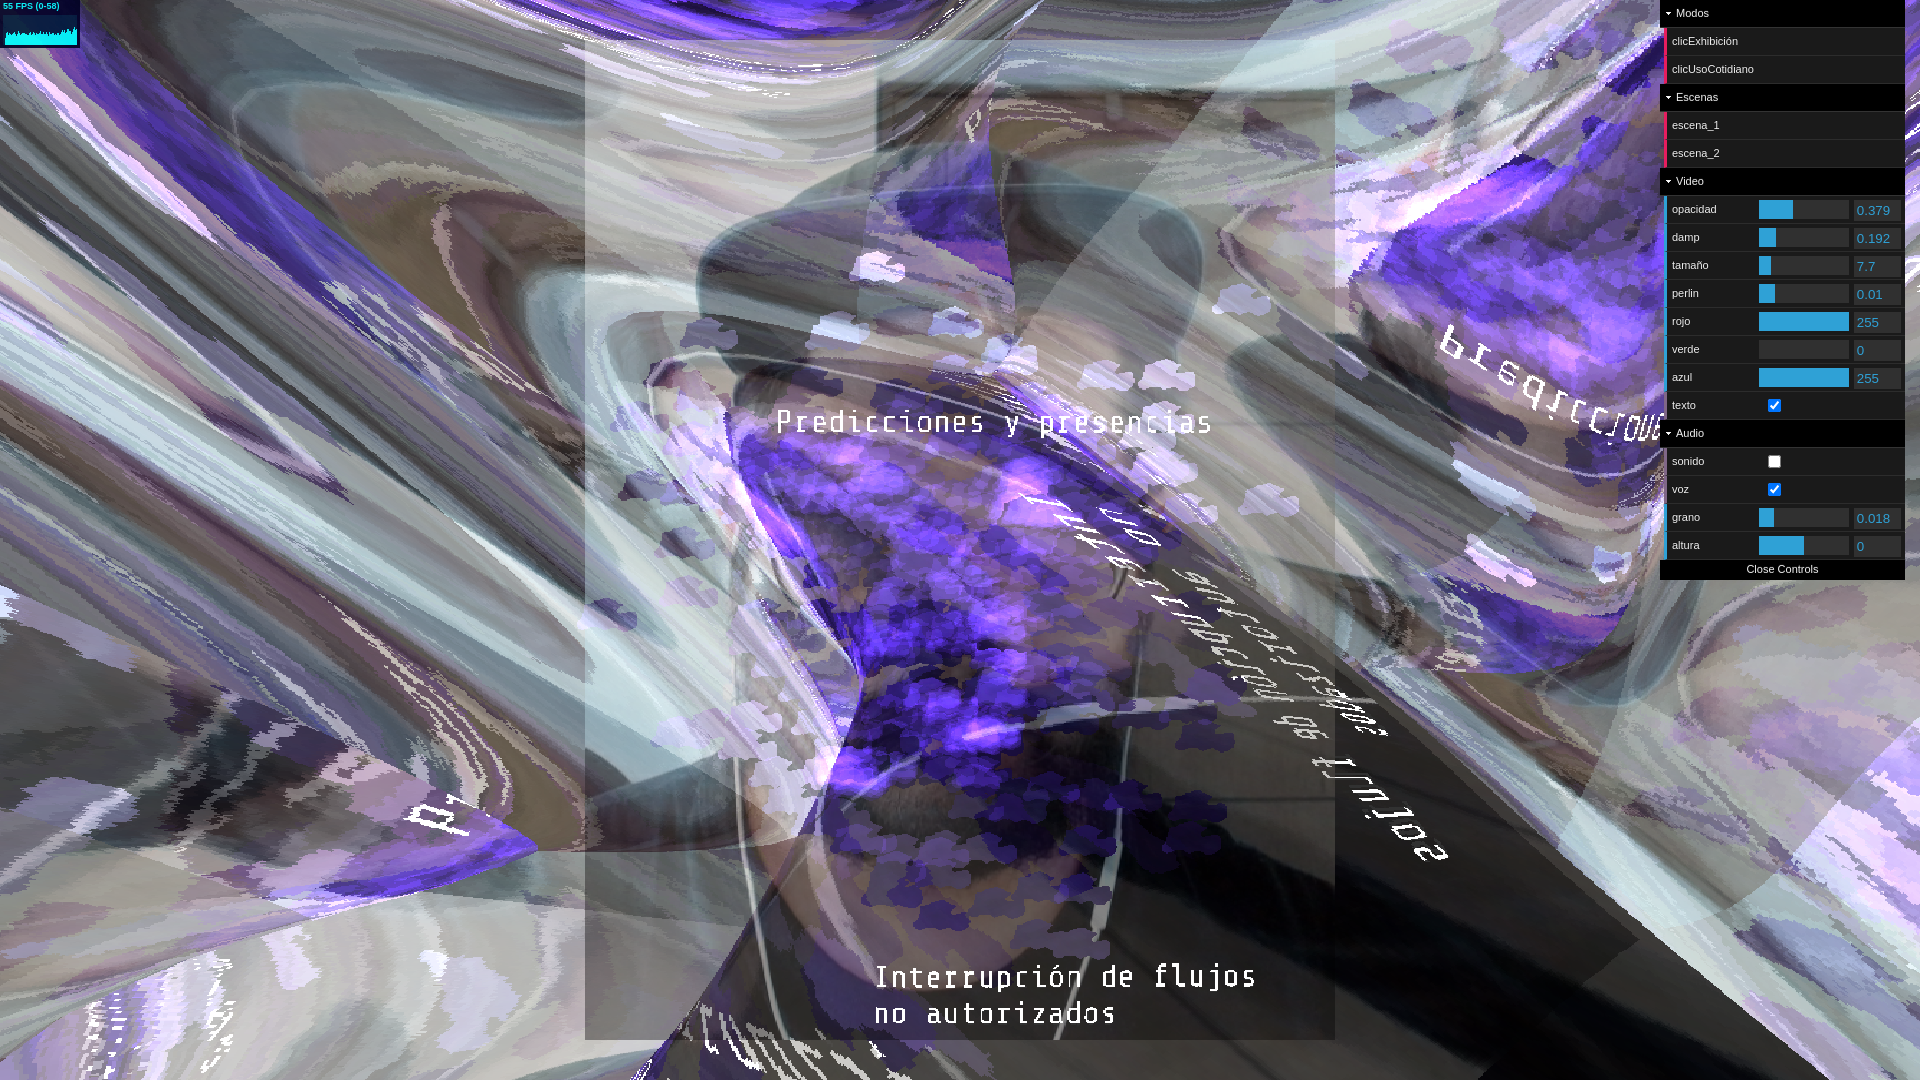 55 FPS (0-58)
Modos
clicExhibición
clicUsoCotidiano
Escenas
escena_1
escena_2
Video
opacidad 0.379
damp 0.192
tamaño 7.7
perlin 0.01
rojo 255
verde 0
azul 255
texto
Audio
sonido
voz
grano 0.018
altura 0
Close Controls
Predicciones y presencias
Interrupción de flujos
no autorizados